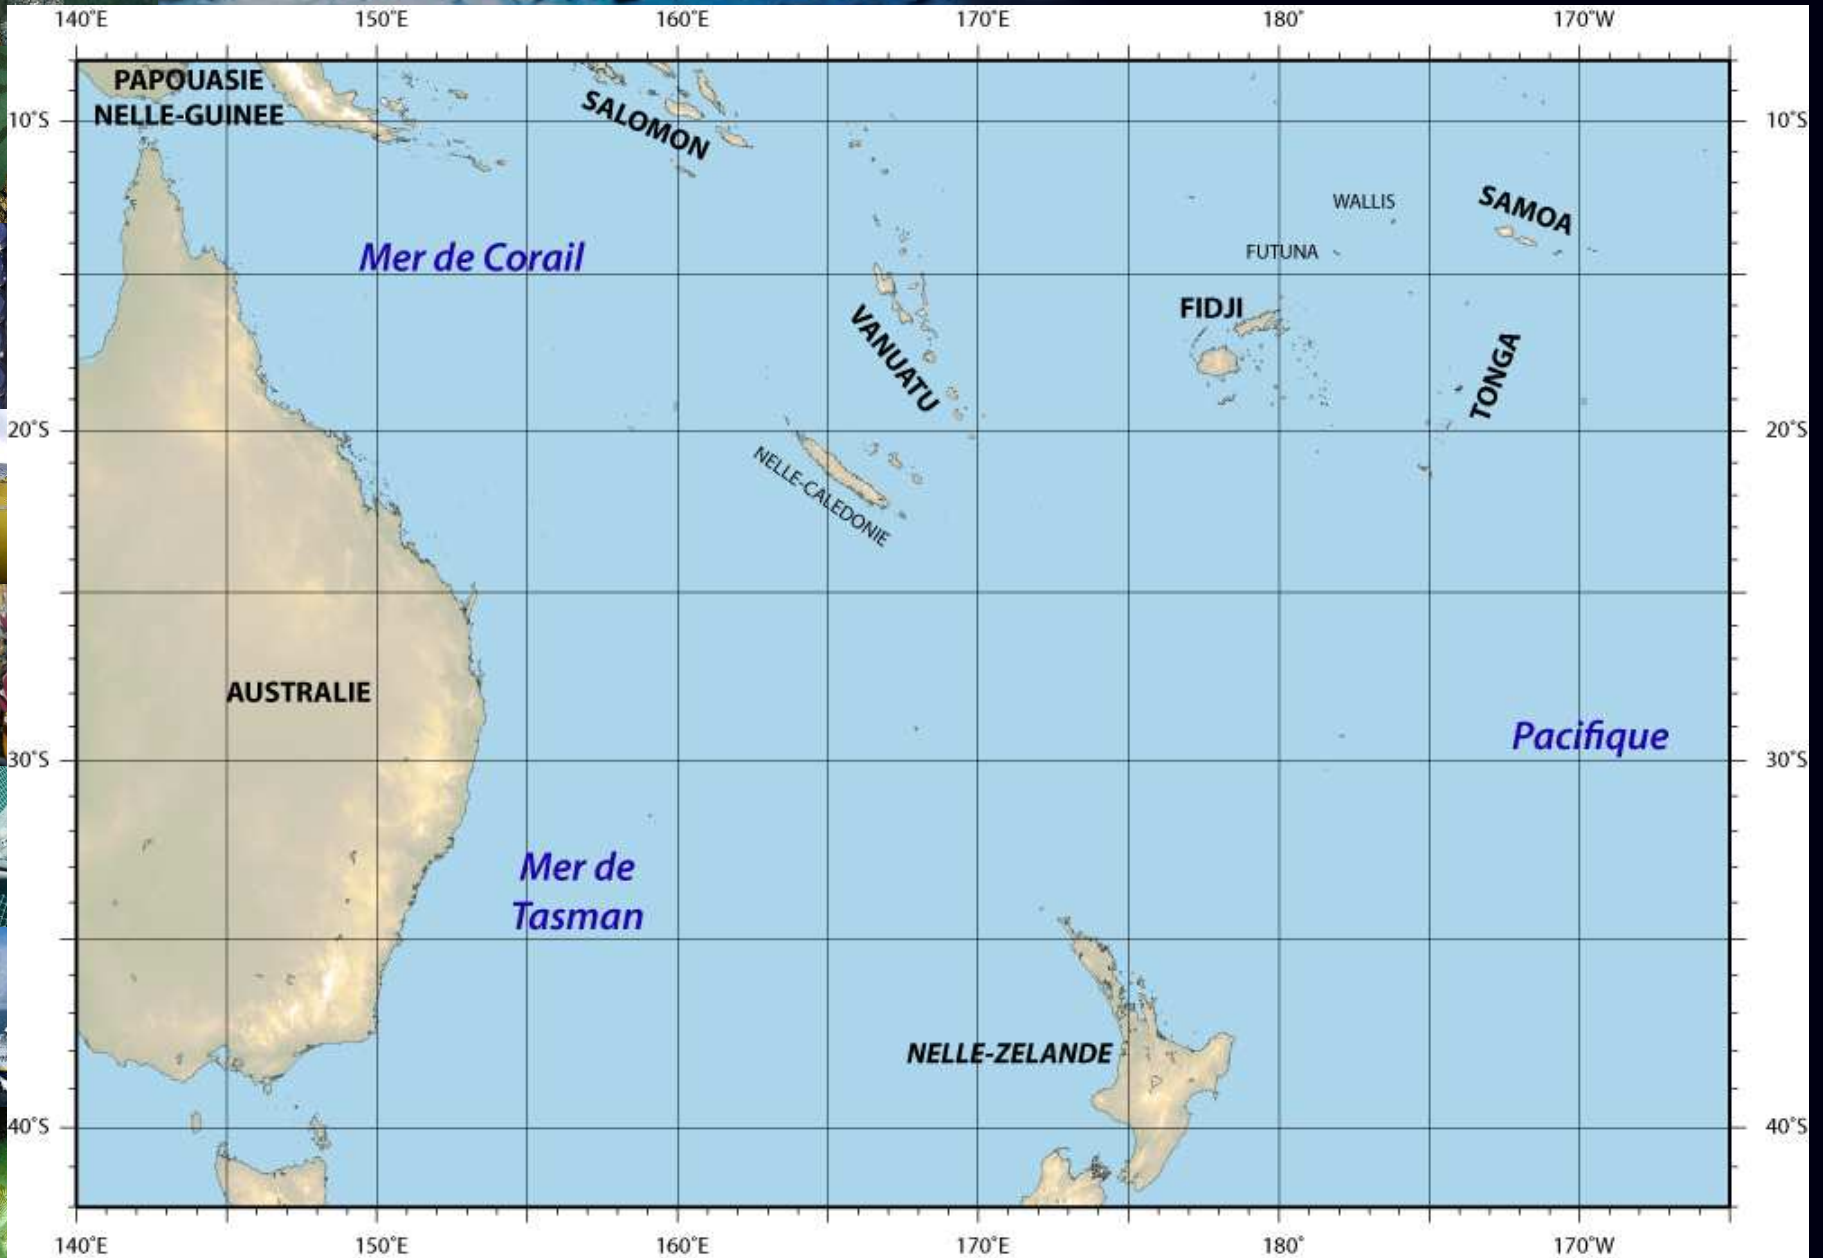 140°E 150°E 160°E 170°E 180° 170°W
PAPOUASIE
NELLE-GUINEE
SALOMON
10°S 10°S
WALLIS
SAMOA
Mer de Corail
FUTUNA
FIDJI
VANUATU
TONGA
20°S 20°S
NELLE-CALEDONIE
AUSTRALIE
Pacifique
30°S 30°S
Mer de
Tasman
NELLE-ZELANDE
40°S 40°S
140°E 150°E 160°E 170°E 180° 170°W